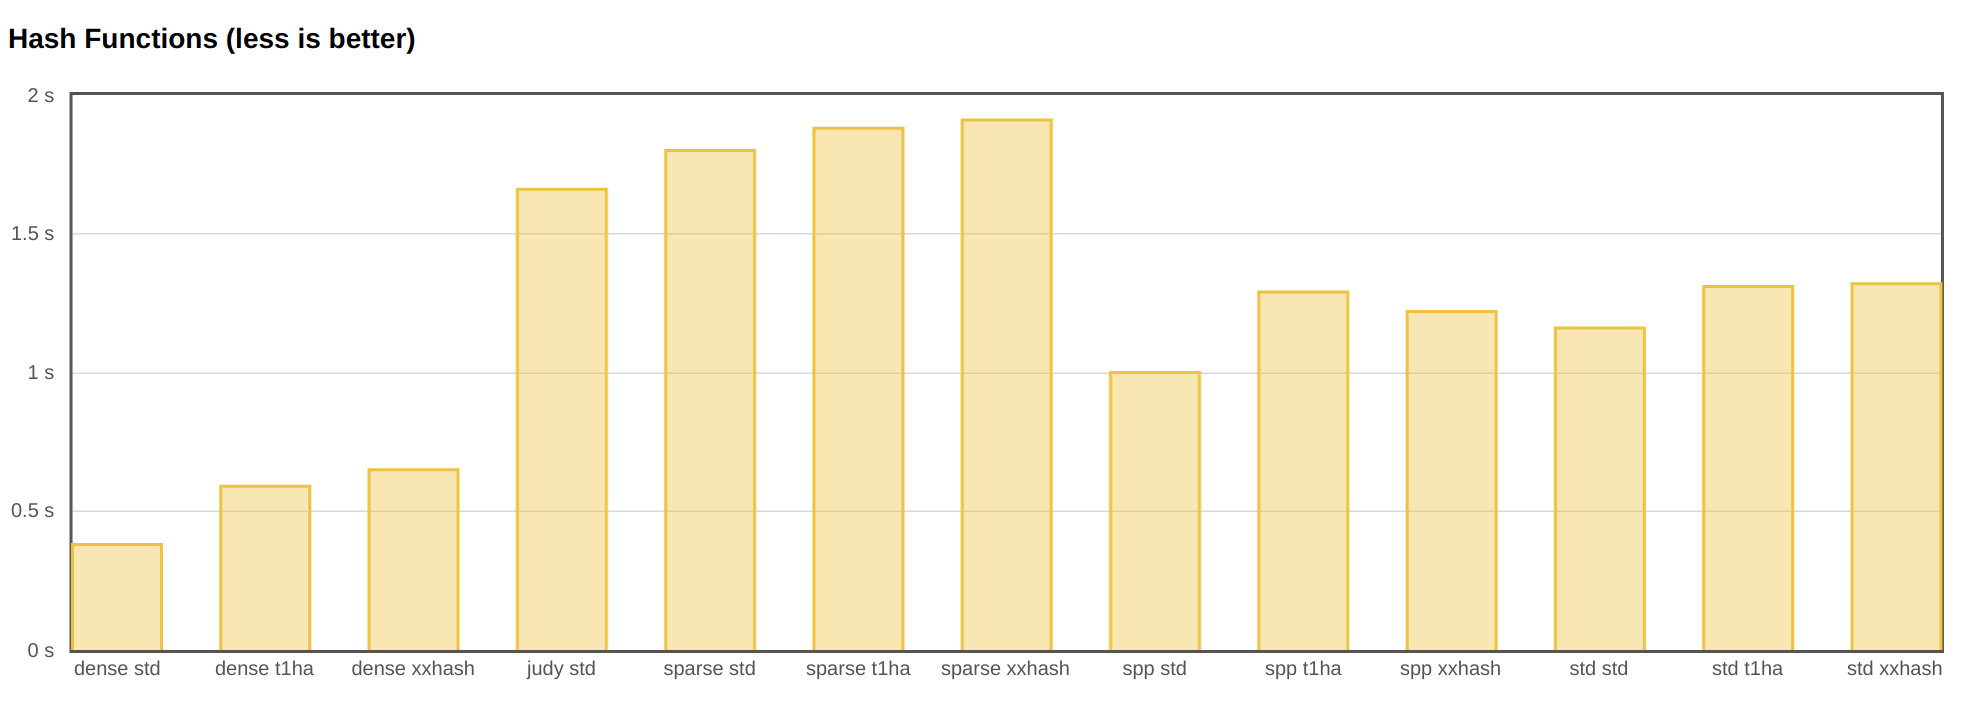 Hash Functions (less is better)
2 s
1.5 s
1 s
0.5 s
0 s
dense std dense t1ha dense xxhash judy std sparse std sparse t1ha sparse xxhash spp std spp t1ha spp xxhash std std std t1ha std xxhash